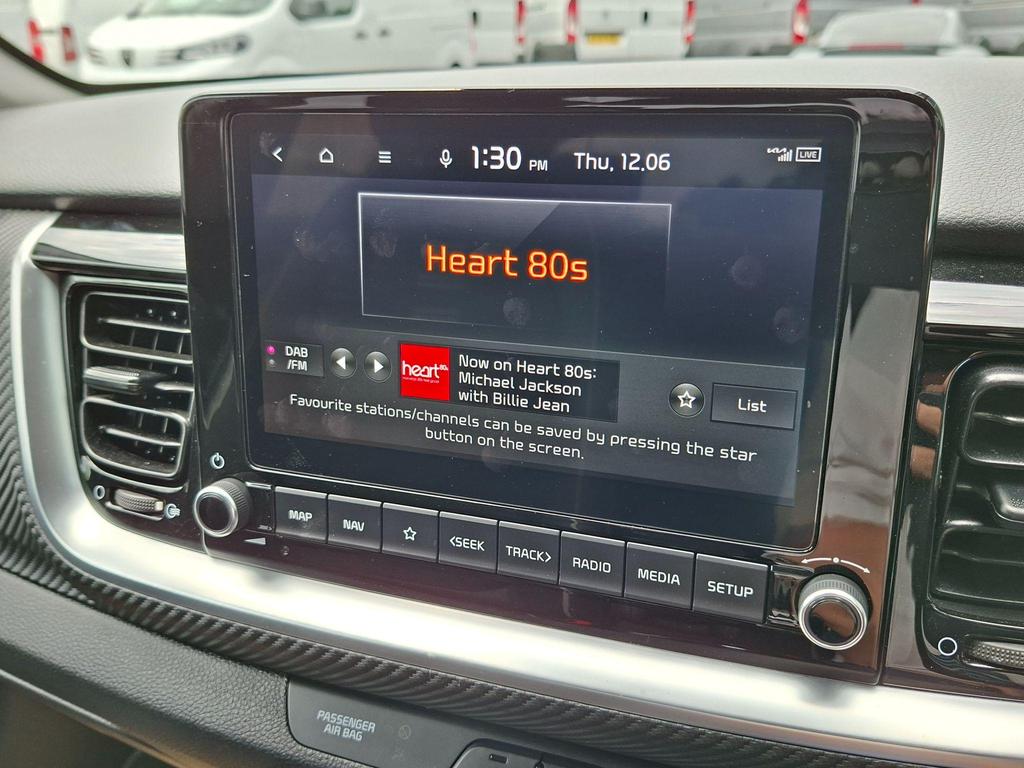 1:30 PM Thu, 12.06
KIA
LIVE
Heart 80s
DAB
/FM
heart 80s
Now on Heart 80s:
Michael Jackson
with Billie Jean
List
Favourite stations/channels can be saved by pressing the star
button on the screen.
MAP
NAV
<SEEK
TRACK>
RADIO
MEDIA
SETUP
PASSENGER
AIR BAG